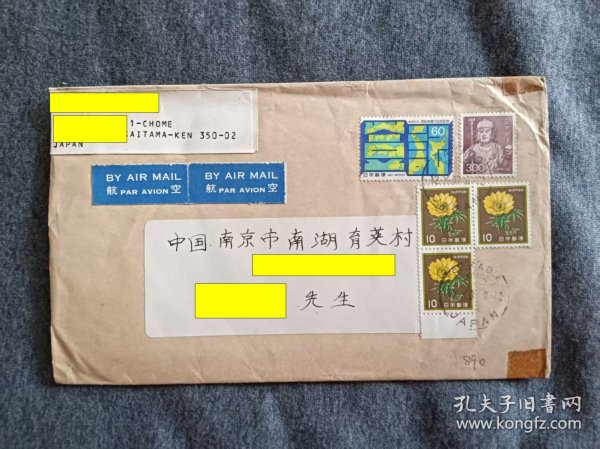 1-CHOME
AITAMA-KEN 350-02
JAPAN
BY AIR MAIL
航 PAR AVION 空
BY AIR MAIL
航 PAR AVION 空
60
日本郵便
300
NIPPON
10 日本郵便
NIPPON
10 日本郵便
NIPPON
10 日本郵便
JAPAN
中国.南京市南湖育英村
先生
890
孔夫子旧书网
www.kongfz.com